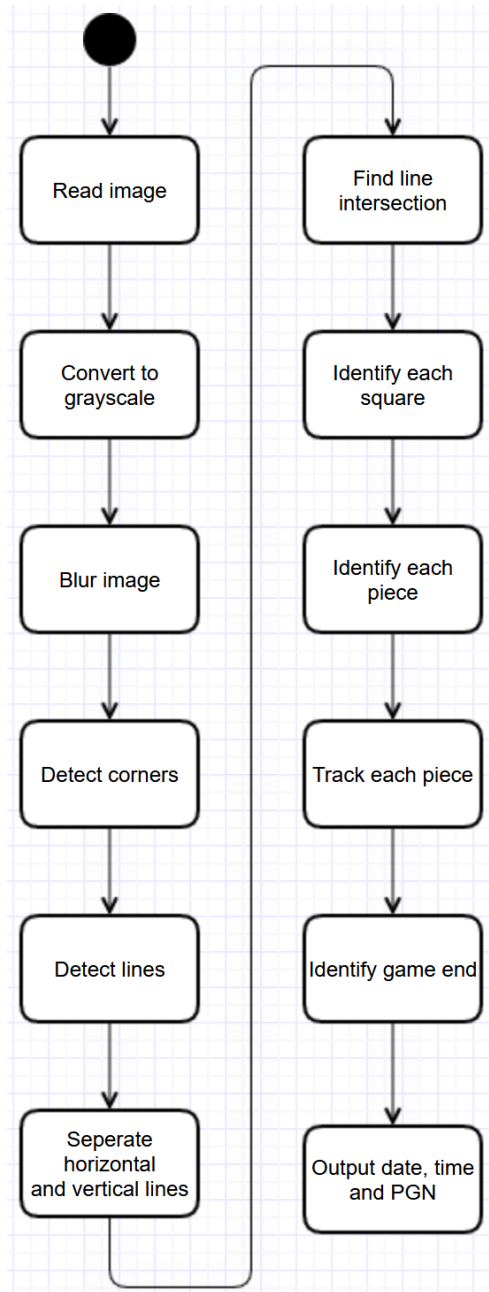 Read image
Convert to
grayscale
Blur image
Detect corners
Detect lines
Seperate
horizontal
and vertical lines
Find line
intersection
Identify each
square
Identify each
piece
Track each piece
Identify game end
Output date, time
and PGN